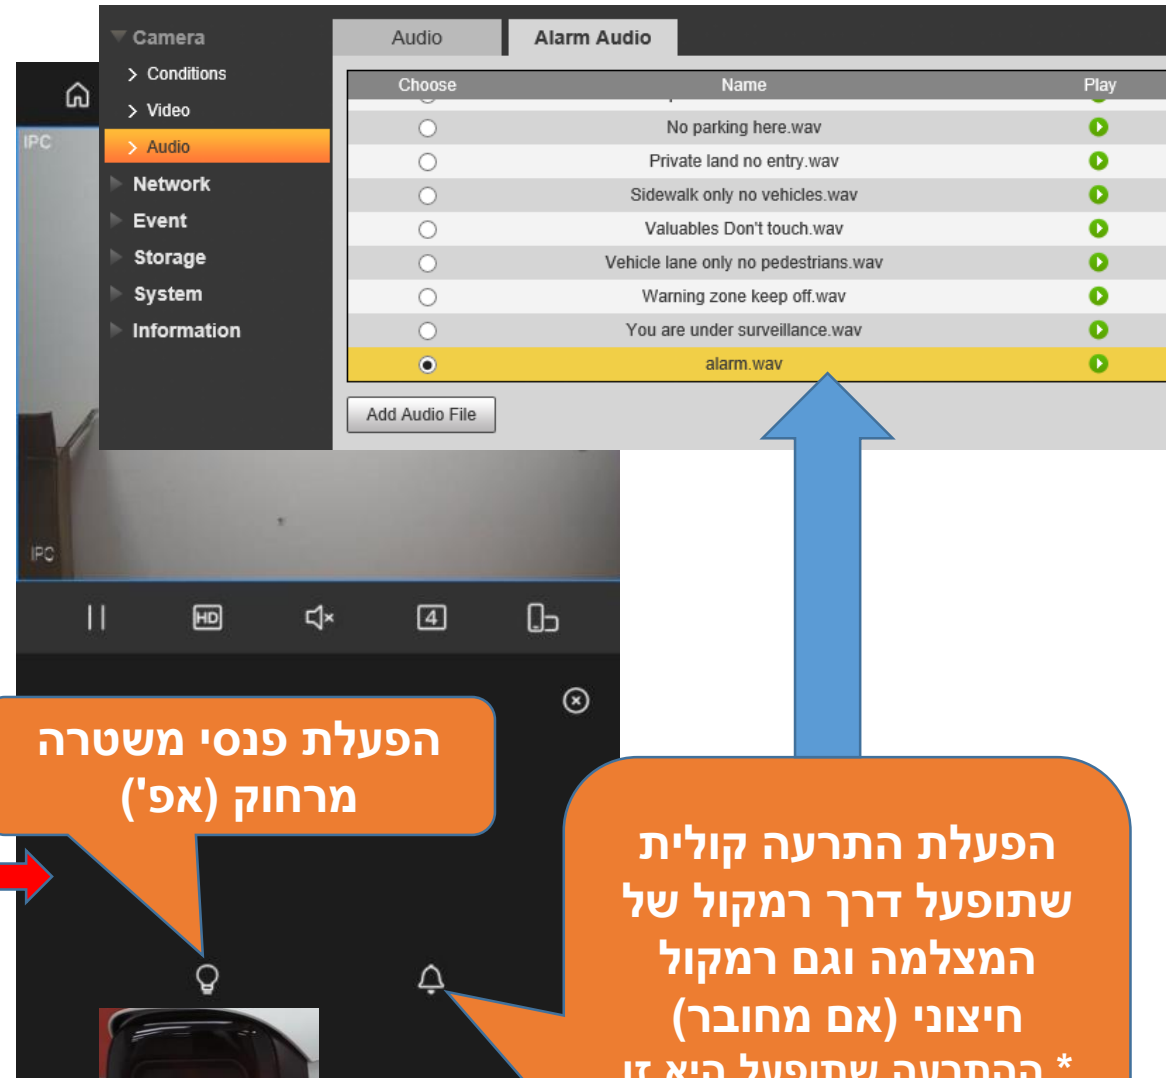 Camera
Conditions
Video
Audio
Network
Event
Storage
System
Information
Audio
Alarm Audio
Choose Name Play
No parking here.wav
Private land no entry.wav
Sidewalk only no vehicles.wav
Valuables Don't touch.wav
Vehicle lane only no pedestrians.wav
Warning zone keep off.wav
You are under surveillance.wav
alarm.wav
Add Audio File
IPC
IPC
HD
4
הפעלת פנסי משטרה
מרחוק (אפ')
הפעלת התרעה קולית
שתופעל דרך רמקול של
המצלמה וגם רמקול
חיצוני (אם מחובר)
* ההתרעה שתופעל היא זו